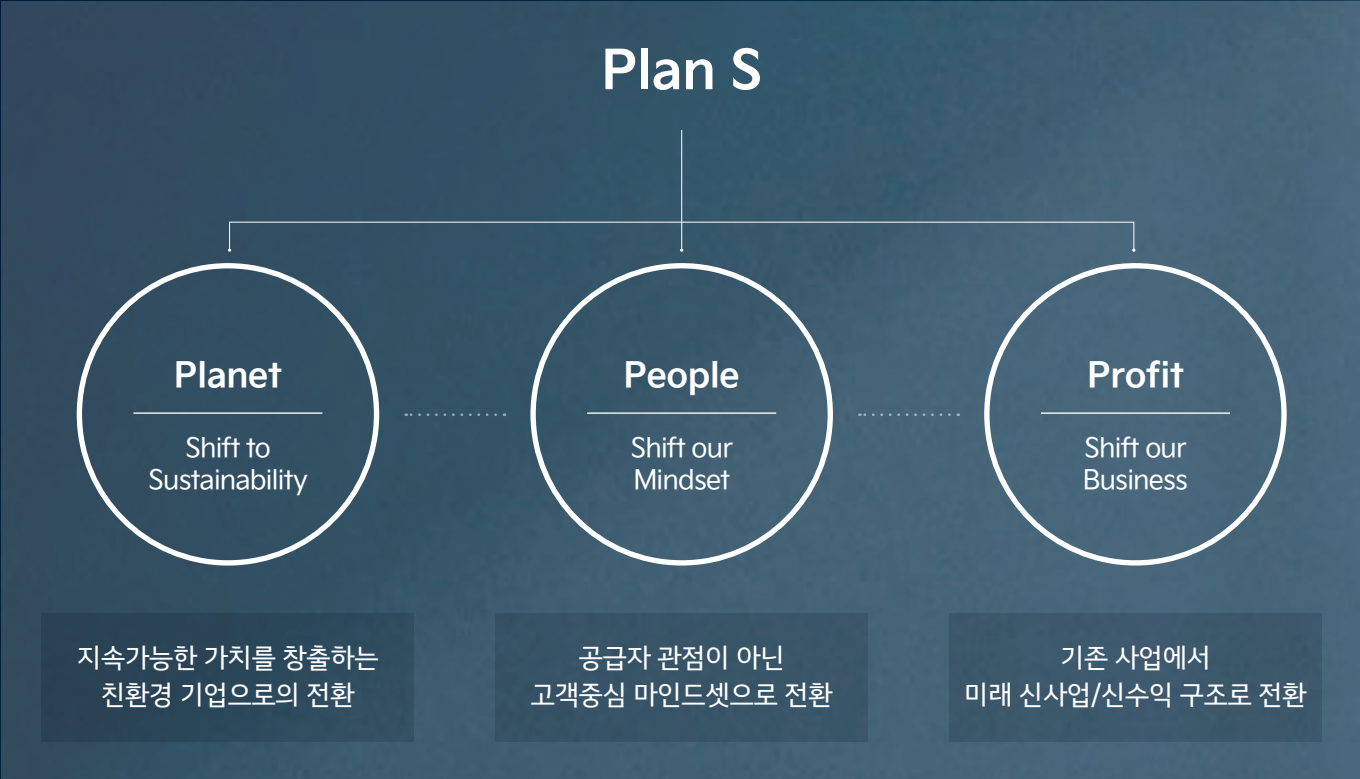 Plan S
Planet
Shift to
Sustainability
지속가능한 가치를 창출하는
친환경 기업으로의 전환
People
Shift our
Mindset
공급자 관점이 아닌
고객중심 마인드셋으로 전환
Profit
Shift our
Business
기존 사업에서
미래 신사업/신수익 구조로 전환